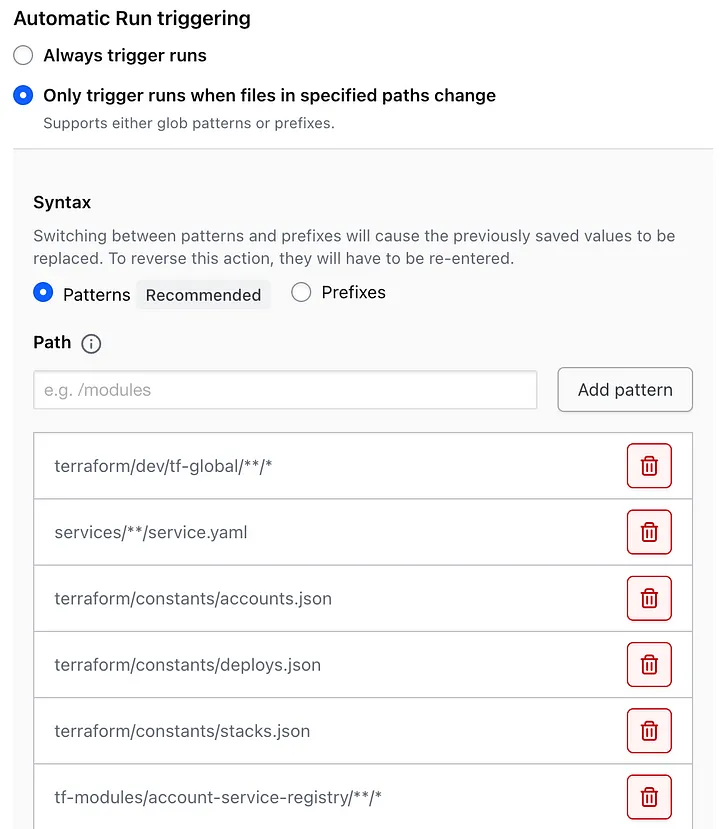 Automatic Run triggering
Always trigger runs
Only trigger runs when files in specified paths change
Supports either glob patterns or prefixes.
Syntax
Switching between patterns and prefixes will cause the previously saved values to be
replaced. To reverse this action, they will have to be re-entered.
Patterns Recommended Prefixes
Path
e.g. /modules Add pattern
terraform/dev/tf-global/**/*
services/**/service.yaml
terraform/constants/accounts.json
terraform/constants/deploys.json
terraform/constants/stacks.json
tf-modules/account-service-registry/**/*